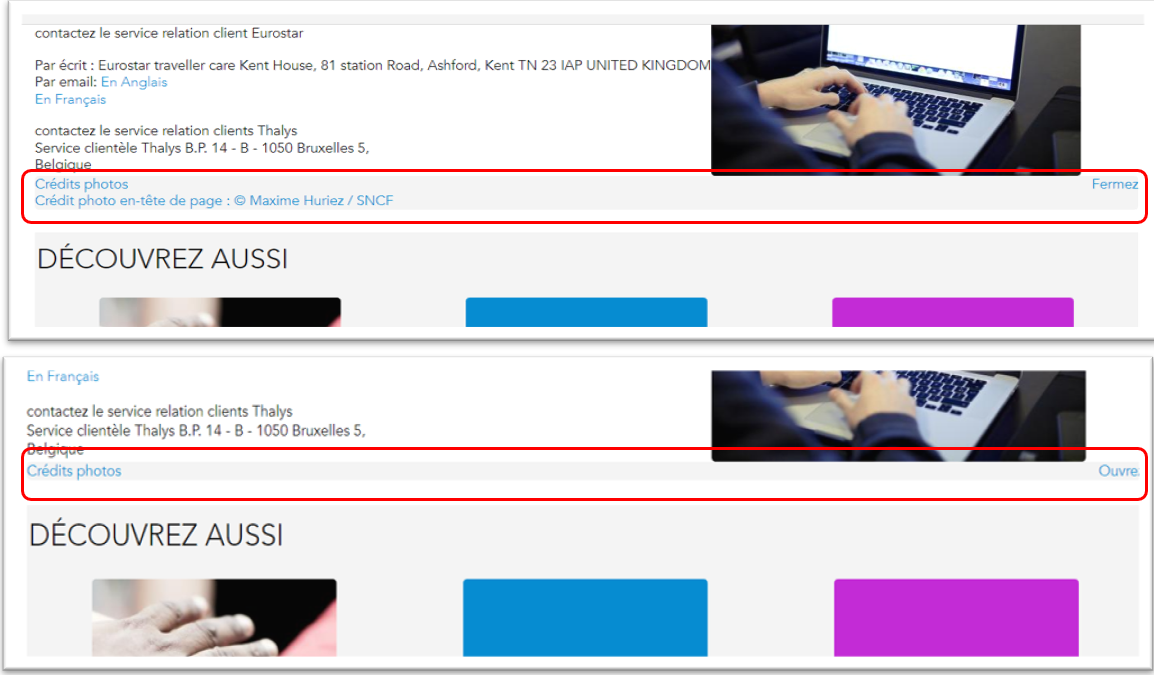 contactez le service relation client Eurostar
Par écrit : Eurostar traveller care Kent House, 81 station Road, Ashford, Kent TN 23 IAP UNITED KINGDOM
Par email: En Anglais
En Français
contactez le service relation clients Thalys
Service clientèle Thalys B.P. 14 - B - 1050 Bruxelles 5,
Belgique
Crédits photos Fermez
Crédit photo en-tête de page : © Maxime Huriez / SNCF
DÉCOUVREZ AUSSI
En Français
contactez le service relation clients Thalys
Service clientèle Thalys B.P. 14 - B - 1050 Bruxelles 5,
Belgique
Crédits photos Ouvre
DÉCOUVREZ AUSSI